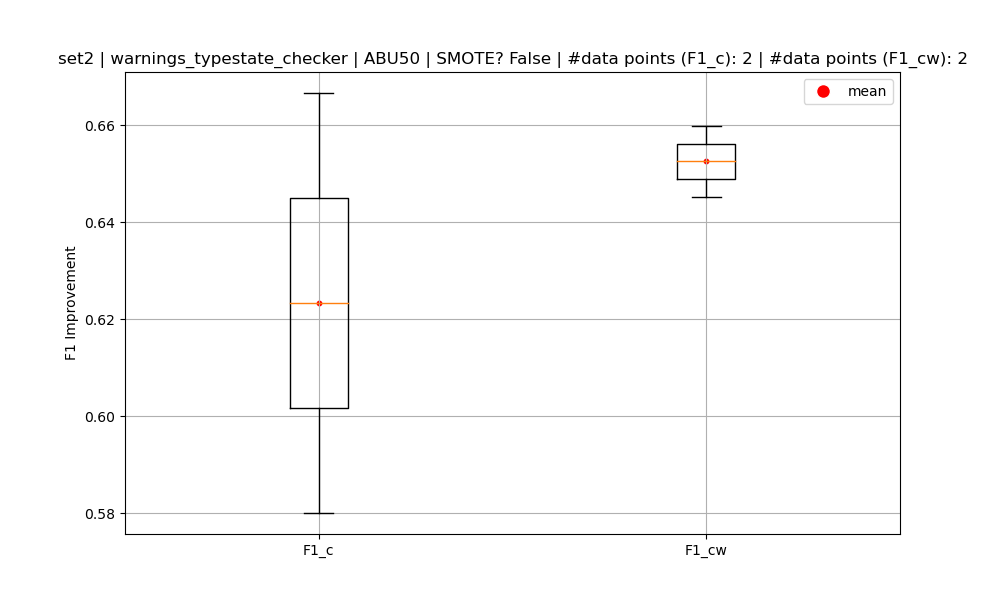 set2 | warnings_typestate_checker | ABU50 | SMOTE? False | #data points (F1_c): 2 | #data points (F1_cw): 2
mean
0.66
0.64
0.62
0.60
0.58
F1 Improvement
F1_c
F1_cw